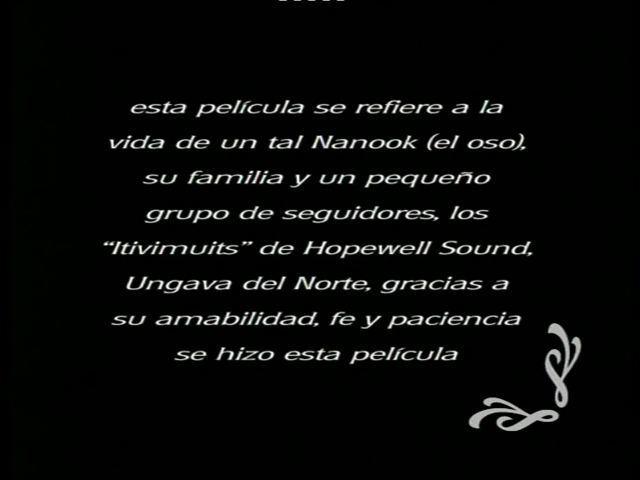 esta película se refiere a la
vida de un tal Nanook (el oso),
su familia y un pequeño
grupo de seguidores, los
“Itivimuits” de Hopewell Sound,
Ungava del Norte, gracias a
su amabilidad, fe y paciencia
se hizo esta película